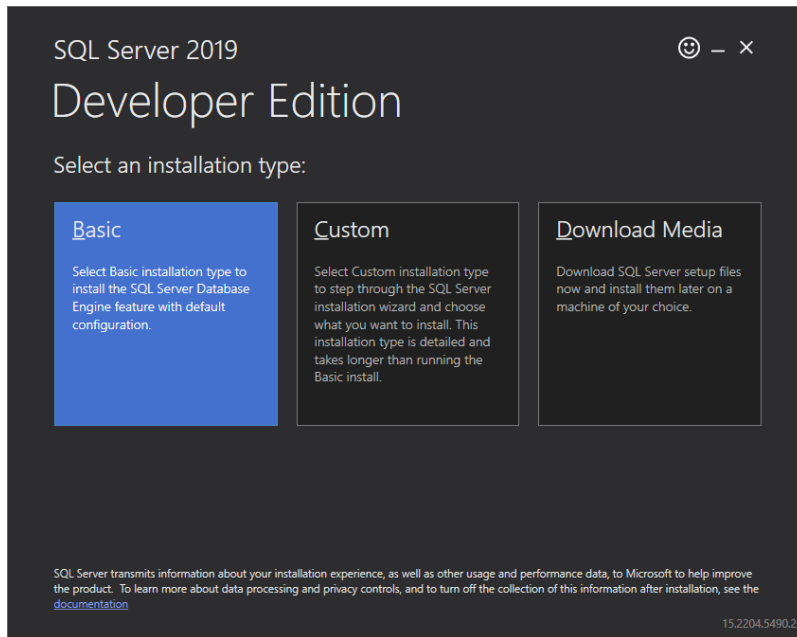 SQL Server 2019
Developer Edition
Select an installation type:
Basic
Select Basic installation type to
install the SQL Server Database
Engine feature with default
configuration.
Custom
Select Custom installation type
to step through the SQL Server
installation wizard and choose
what you want to install. This
installation type is detailed and
takes longer than running the
Basic install.
Download Media
Download SQL Server setup files
now and install them later on a
machine of your choice.
SQL Server transmits information about your installation experience, as well as other usage and performance data, to Microsoft to help improve
the product.  To learn more about data processing and privacy controls, and to turn off the collection of this information after installation, see the
documentation
15.2204.5490.2